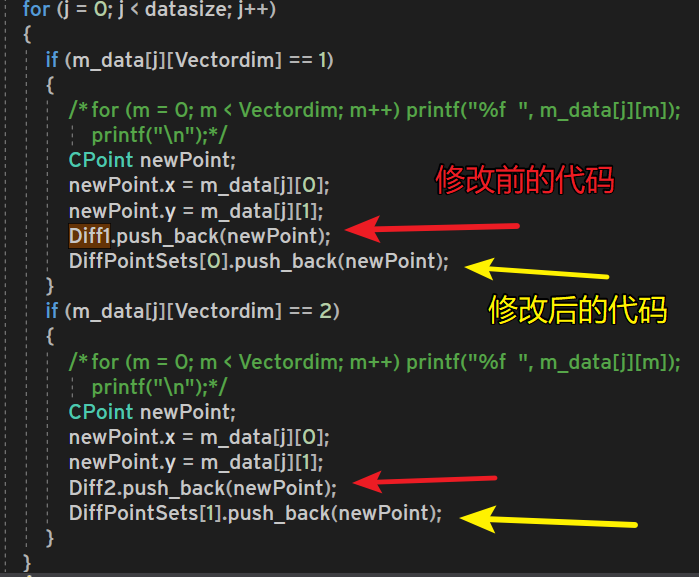 for (j = 0; j < datasize; j++)
{
if (m_data[j][Vectordim] == 1)
{
/*for (m = 0; m < Vectordim; m++) printf("%f  ", m_data[j][m]);
printf("\n");*/
CPoint newPoint;
newPoint.x = m_data[j][0];
修改前的代码
newPoint.y = m_data[j][1];
Diff1.push_back(newPoint);
DiffPointSets[0].push_back(newPoint);
}
修改后的代码
if (m_data[j][Vectordim] == 2)
{
/*for (m = 0; m < Vectordim; m++) printf("%f  ", m_data[j][m]);
printf("\n");*/
CPoint newPoint;
newPoint.x = m_data[j][0];
newPoint.y = m_data[j][1];
Diff2.push_back(newPoint);
DiffPointSets[1].push_back(newPoint);
}
}